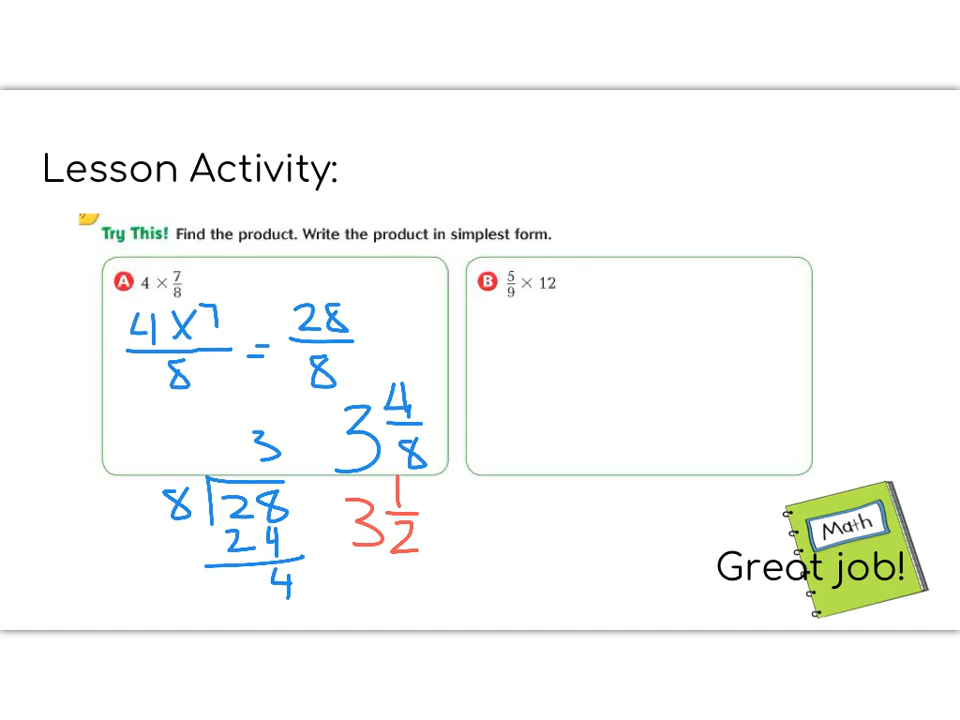 Lesson Activity:
Try This! Find the product. Write the product in simplest form.
A 4 × 7/8
B 5/9 × 12
4 x 7 / 8 = 28/8
3 4/8
3
8 28
24
4
3 1/2
Math
Great job!